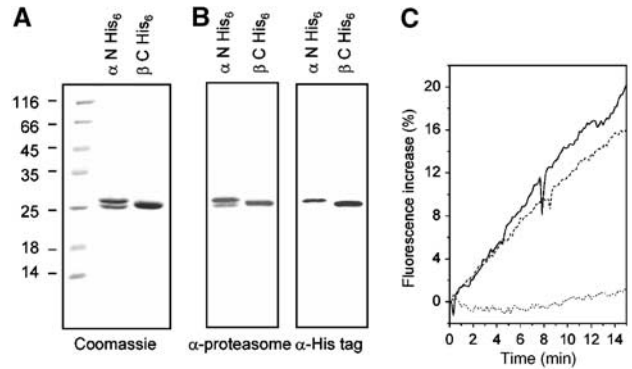 A
α N His6
β C His6
116
66
45
35
25
18
14
Coomassie
B
α N His6
β C His6
α N His6
β C His6
α-proteasome
α-His tag
C
Fluorescence increase (%)
20
16
12
8
4
0
0 2 4 6 8 10 12 14
Time (min)